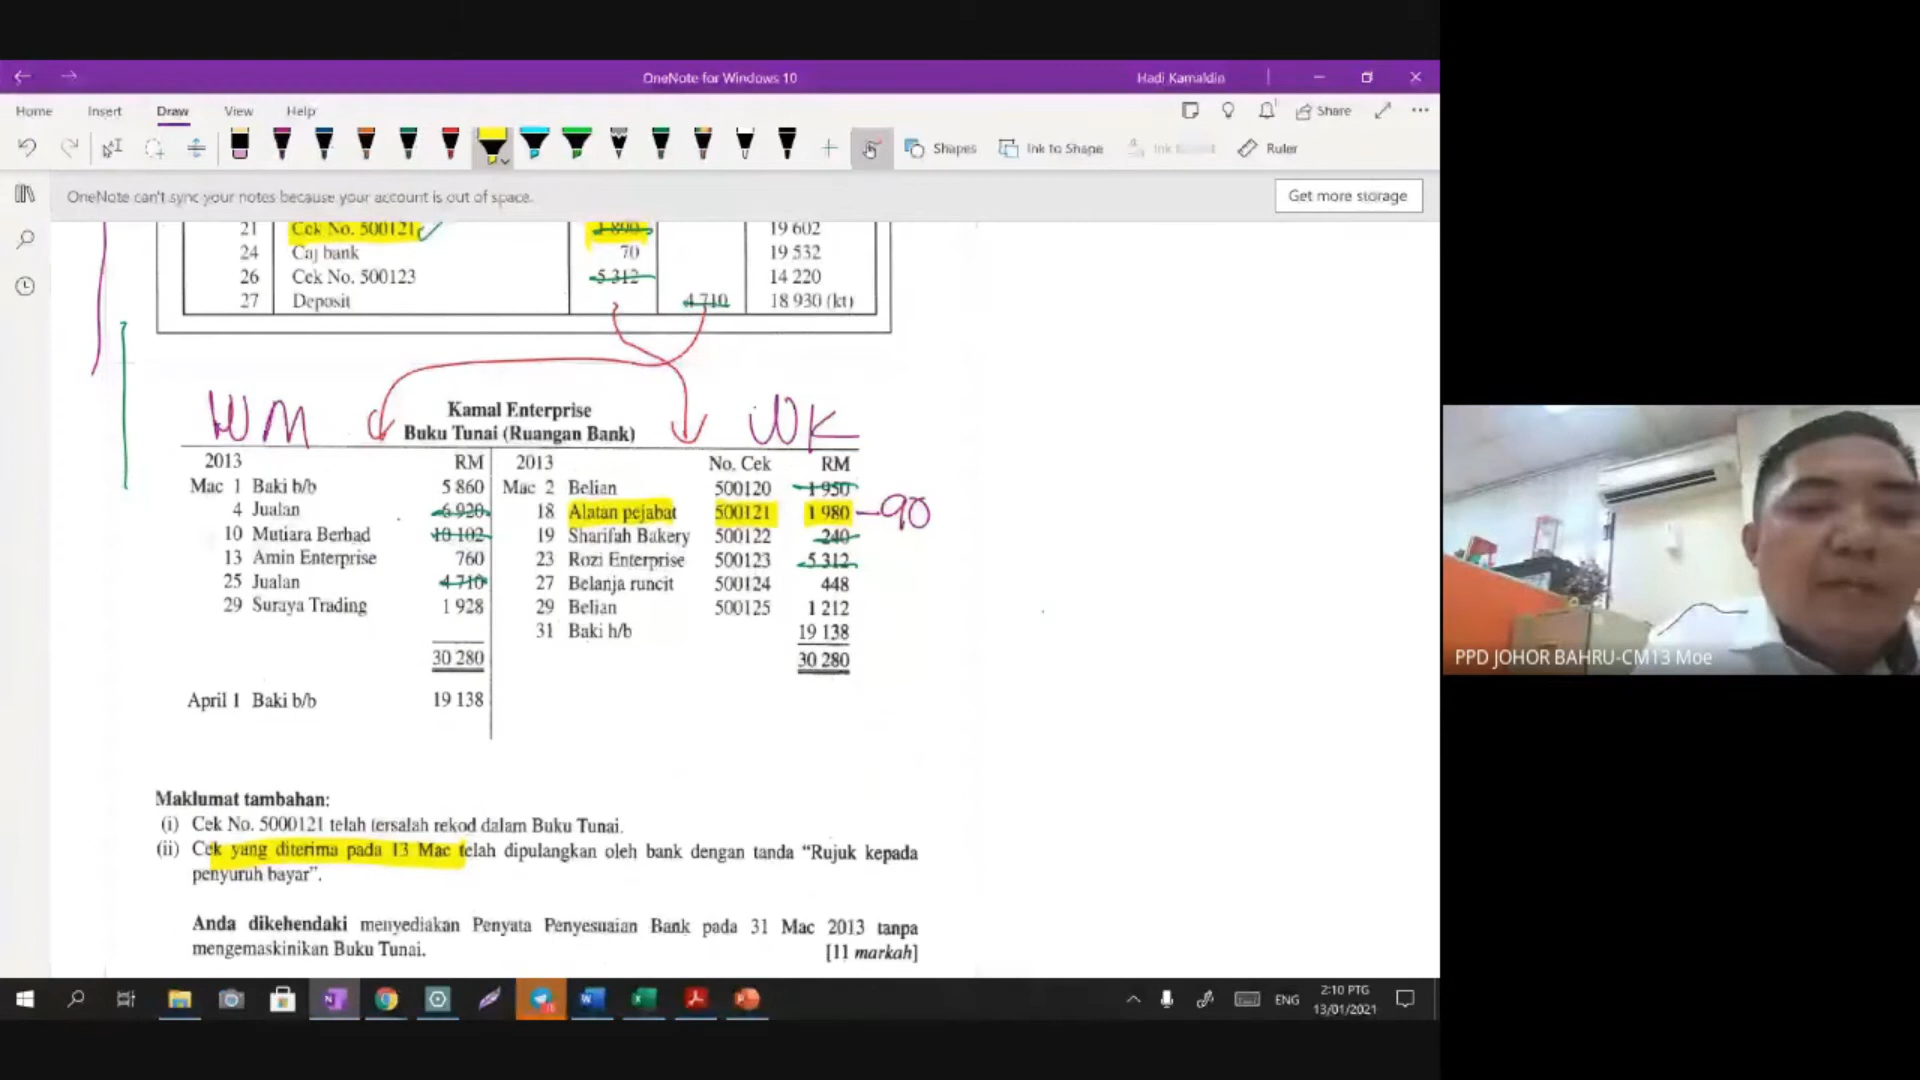 OneNote for Windows 10
Hadi Kamaldin
Home Insert Draw View Help
Share
Shapes Ink to Shape Ruler
OneNote can't sync your notes because your account is out of space.
Get more storage
21 Cek No. 500121 1 890 19 602
24 Caj bank 70 19 532
26 Cek No. 500123 5 312 14 220
27 Deposit 4 710 18 930 (kt)
WM WK
Kamal Enterprise
Buku Tunai (Ruangan Bank)
2013 RM 2013 No. Cek RM
Mac 1 Baki b/b 5 860 Mac 2 Belian 500120 1 950
4 Jualan 6 920 18 Alatan pejabat 500121 1 980 -90
10 Mutiara Berhad 10 102 19 Sharifah Bakery 500122 240
13 Amin Enterprise 760 23 Rozi Enterprise 500123 5 312
25 Jualan 4 710 27 Belanja runcit 500124 448
29 Suraya Trading 1 928 29 Belian 500125 1 212
31 Baki h/b 19 138
30 280 30 280
April 1 Baki b/b 19 138
Maklumat tambahan:
(i) Cek No. 5000121 telah tersalah rekod dalam Buku Tunai.
(ii) Cek yang diterima pada 13 Mac telah dipulangkan oleh bank dengan tanda “Rujuk kepada
penyuruh bayar”.
Anda dikehendaki menyediakan Penyata Penyesuaian Bank pada 31 Mac 2013 tanpa
mengemaskinikan Buku Tunai. [11 markah]
PPD JOHOR BAHRU-CM13 Moe
ENG
2:10 PTG
13/01/2021